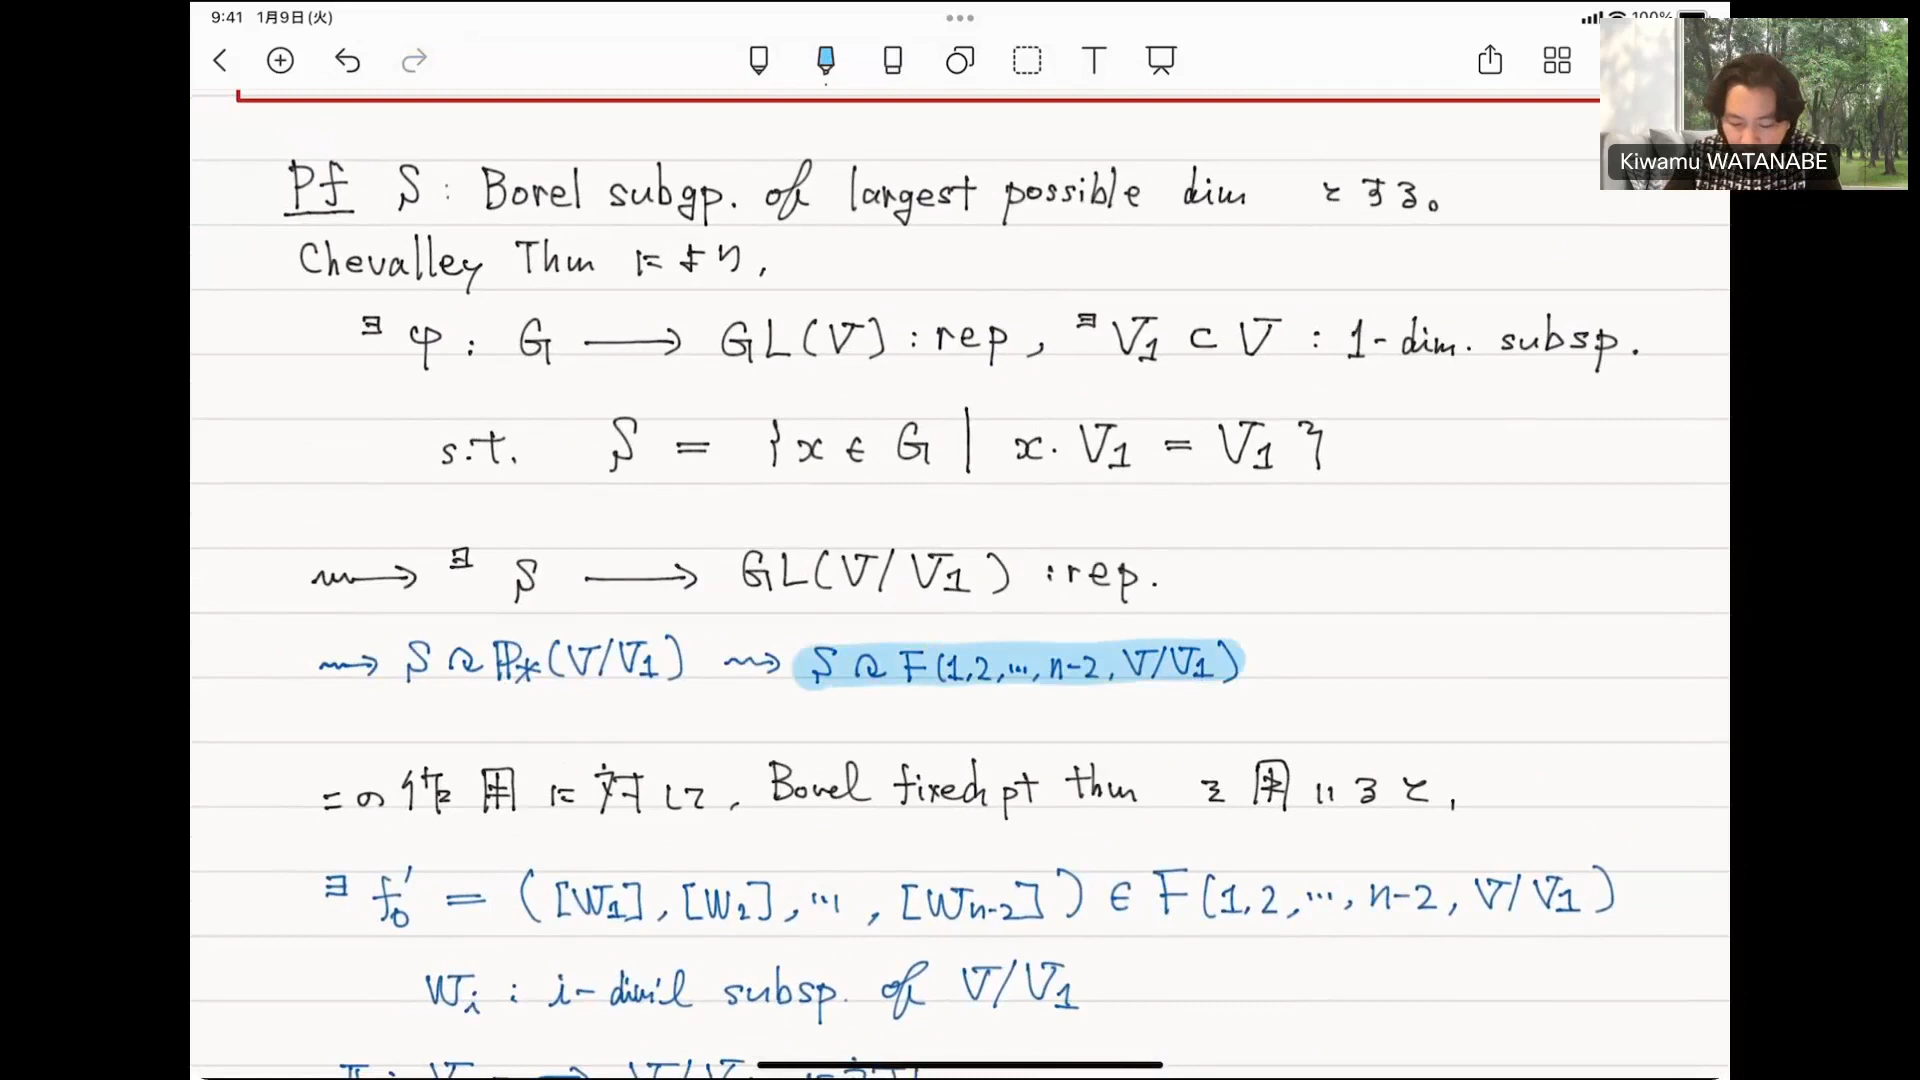 9:41 1月9日(火)
100%
Kiwamu WATANABE
Pf S : Borel subgp. of largest possible dim とする。
Chevalley Thm により,
∃ φ : G ⟶ GL(V) : rep, ∃ V₁ ⊂ V : 1-dim. subsp.
s.t. S = { x ∈ G | x · V₁ = V₁ }
⇝ ∃ S ⟶ GL(V/V₁) : rep.
⇝ S ↷ ℙ*(V/V₁) ⇝ S ↷ F(1,2,…,n-2, V/V₁)
この作用に対して, Borel fixed pt thm を用いると,
∃ f₀' = ([W₁], [W₂], …, [Wn-2]) ∈ F(1,2,…,n-2, V/V₁)
Wᵢ : i-dim'l subsp. of V/V₁